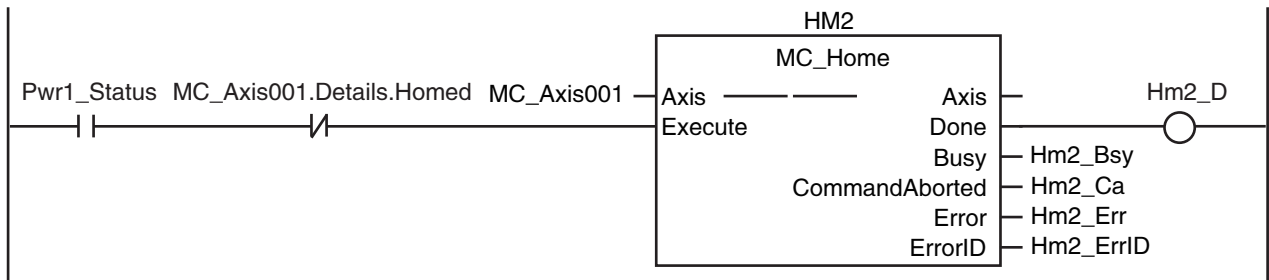 HM2
MC_Home
Pwr1_Status MC_Axis001.Details.Homed MC_Axis001 Axis Axis Hm2_D
Execute Done
Busy Hm2_Bsy
CommandAborted Hm2_Ca
Error Hm2_Err
ErrorID Hm2_ErrID